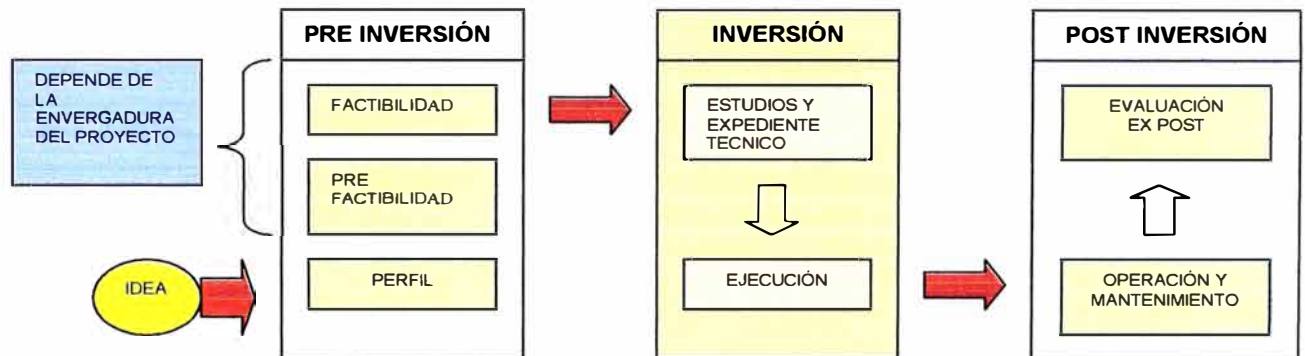 PRE INVERSIÓN
INVERSIÓN
POST INVERSIÓN
DEPENDE DE
LA
ENVERGADURA
DEL PROYECTO
FACTIBILIDAD
PRE
FACTIBILIDAD
IDEA
PERFIL
ESTUDIOS Y
EXPEDIENTE
TECNICO
EJECUCIÓN
EVALUACIÓN
EX POST
OPERACIÓN Y
MANTENIMIENTO